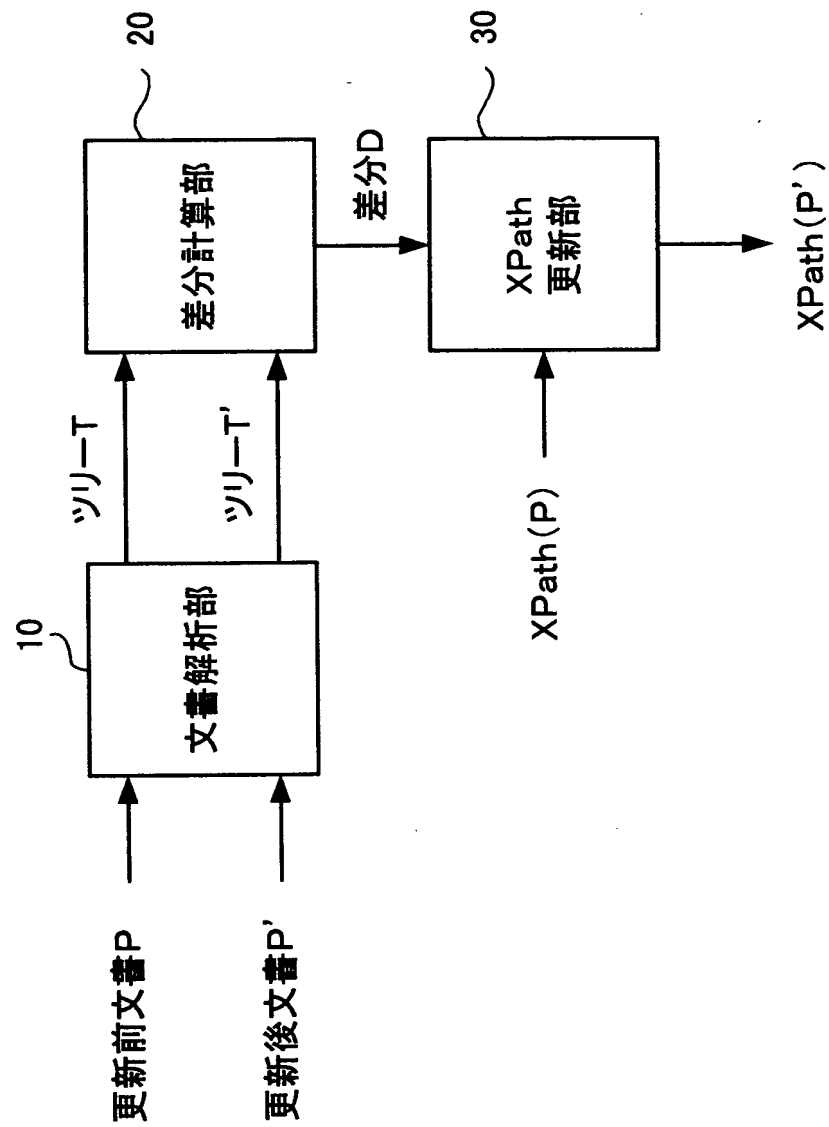 更新前文書P
更新後文書P'
10
文書解析部
ツリーT
ツリーT'
20
差分計算部
差分D
30
XPath
更新部
XPath(P)
XPath(P')